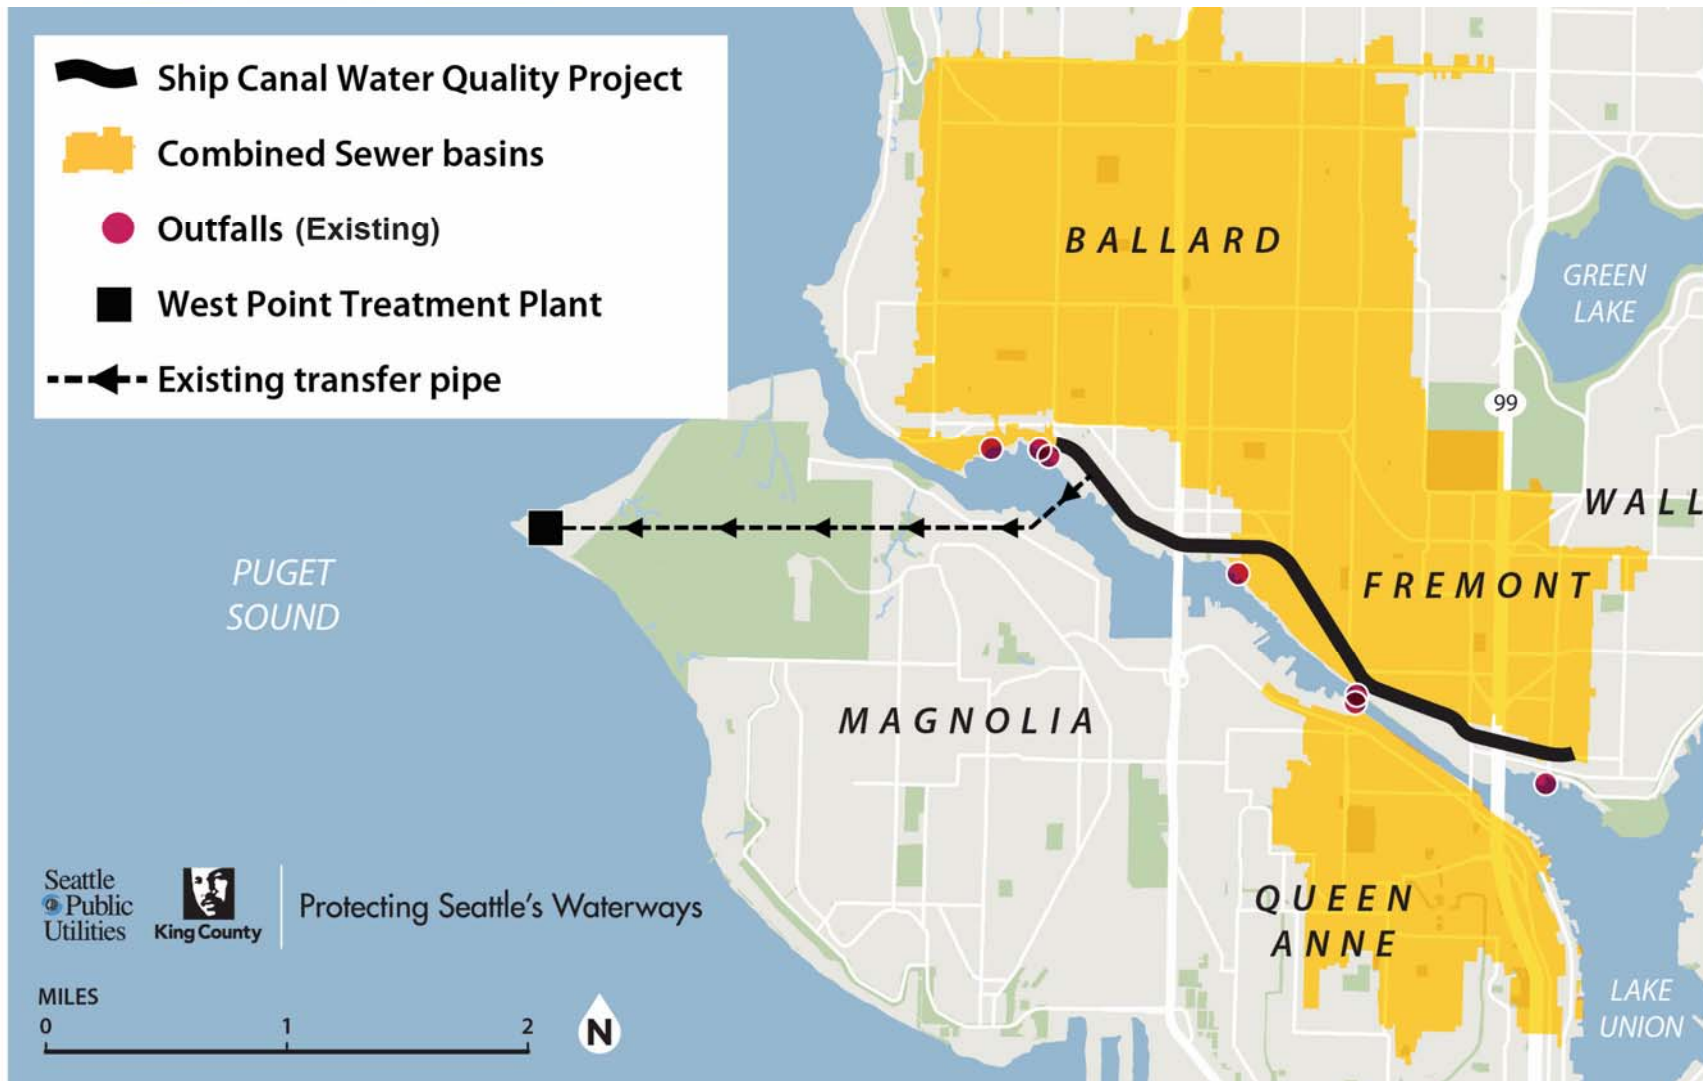 Ship Canal Water Quality Project
Combined Sewer basins
Outfalls (Existing)
West Point Treatment Plant
Existing transfer pipe
BALLARD
GREEN
LAKE
99
WALL
FREMONT
PUGET
SOUND
MAGNOLIA
QUEEN
ANNE
LAKE
UNION
Seattle
Public
Utilities
King County
Protecting Seattle's Waterways
MILES
0 1 2
N